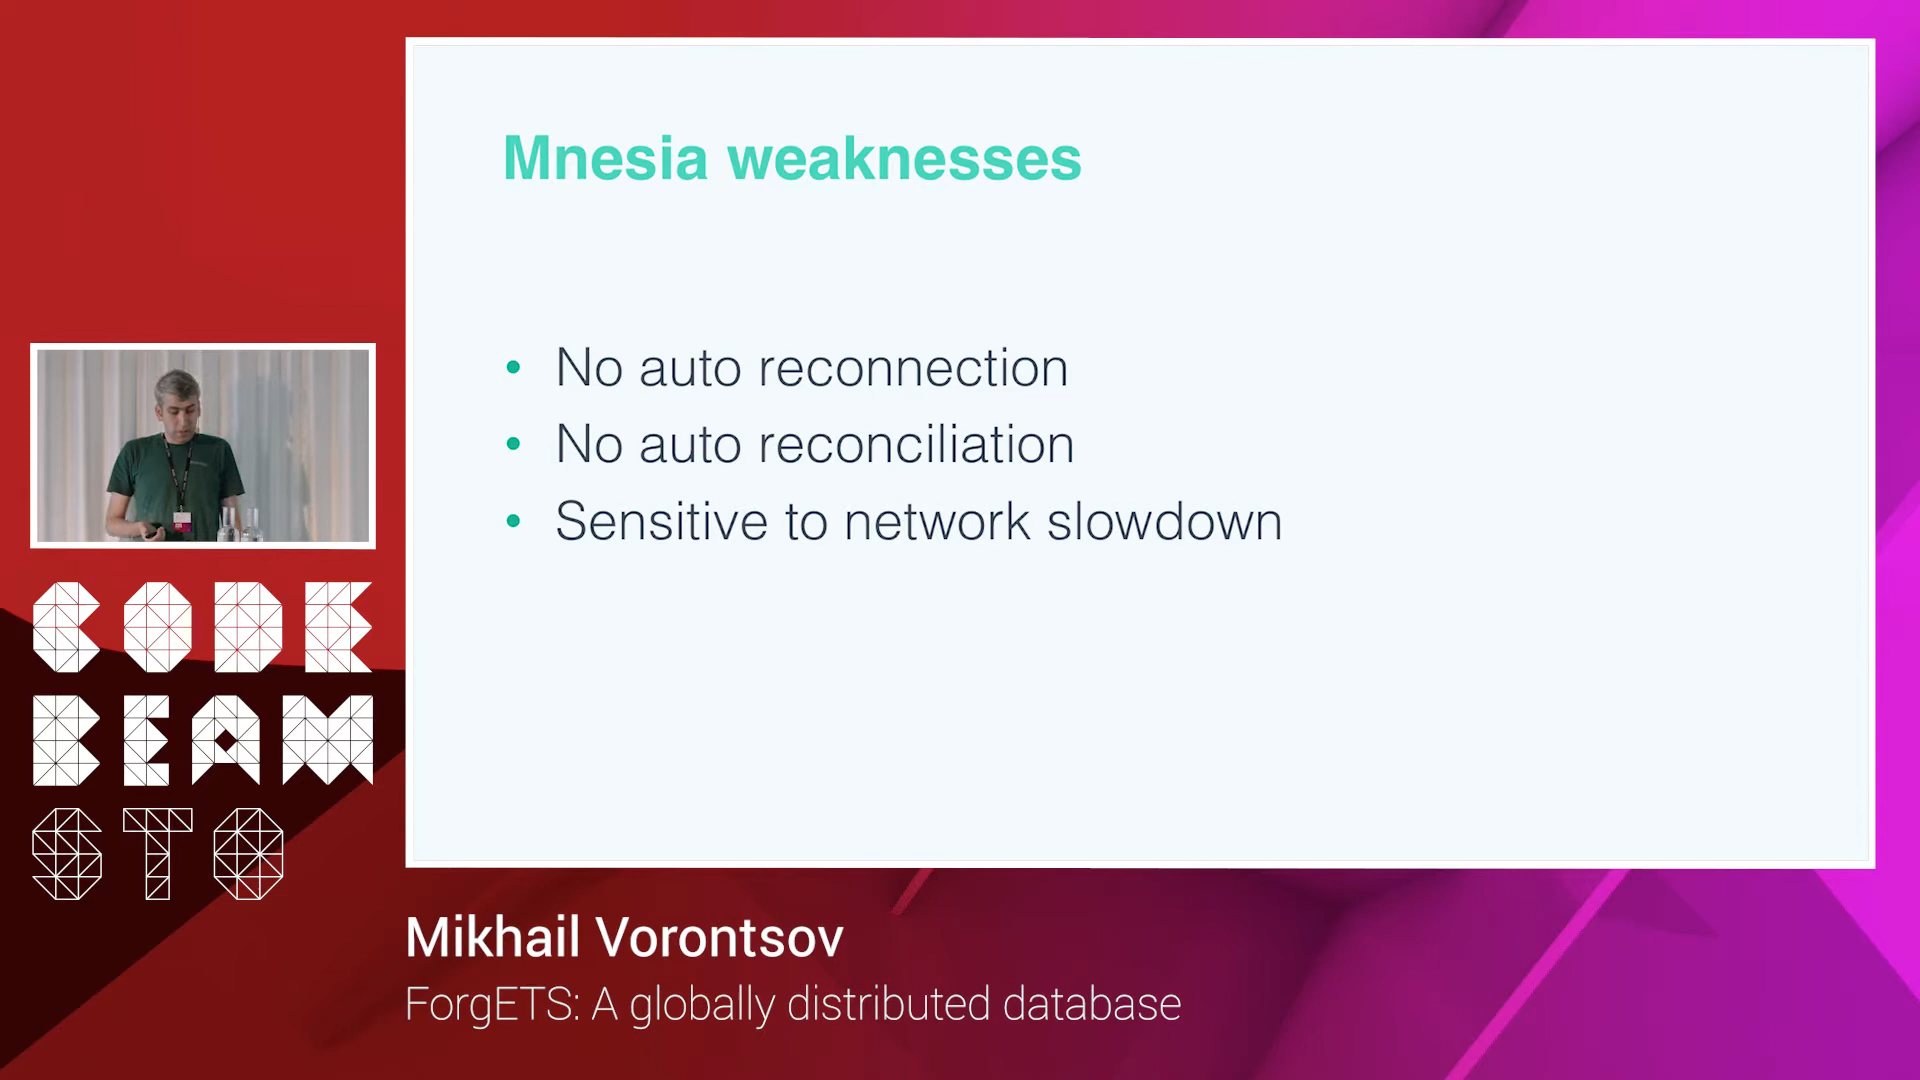 Mnesia weaknesses
• No auto reconnection
• No auto reconciliation
• Sensitive to network slowdown
CODE
BEAM
STO
Mikhail Vorontsov
ForgETS: A globally distributed database